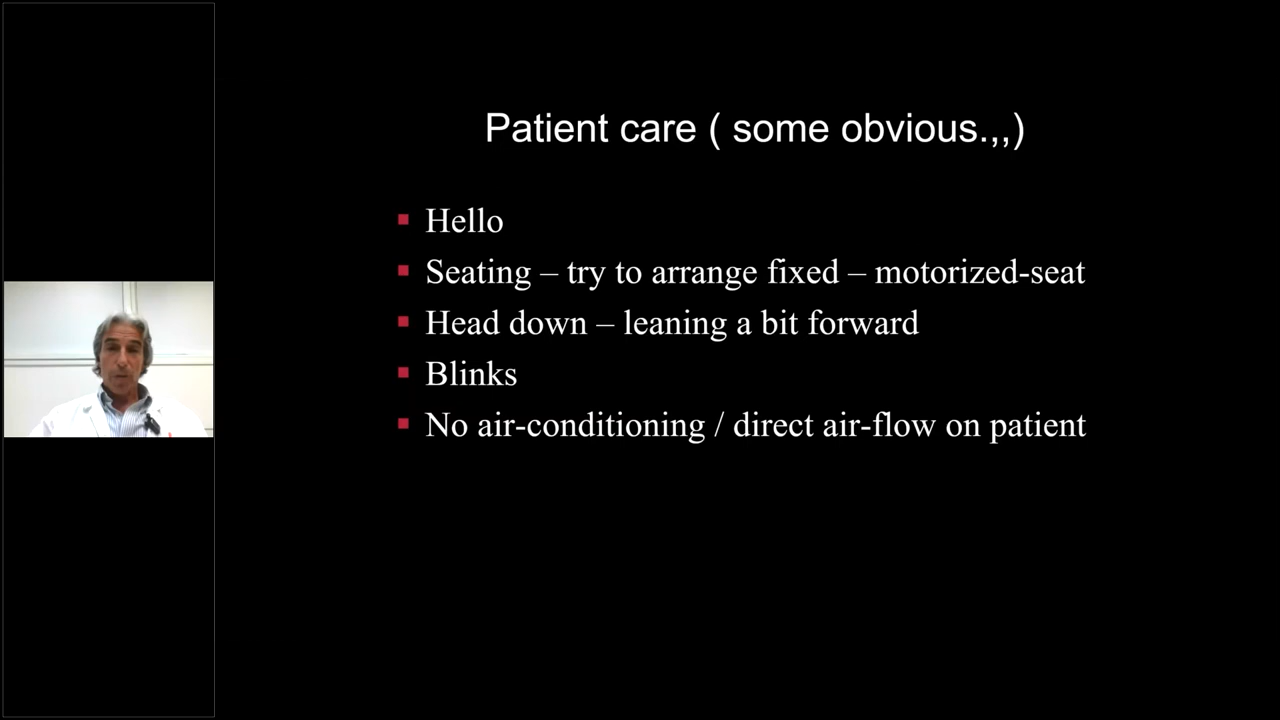 Patient care ( some obvious.,,)
Hello
Seating – try to arrange fixed – motorized-seat
Head down – leaning a bit forward
Blinks
No air-conditioning / direct air-flow on patient